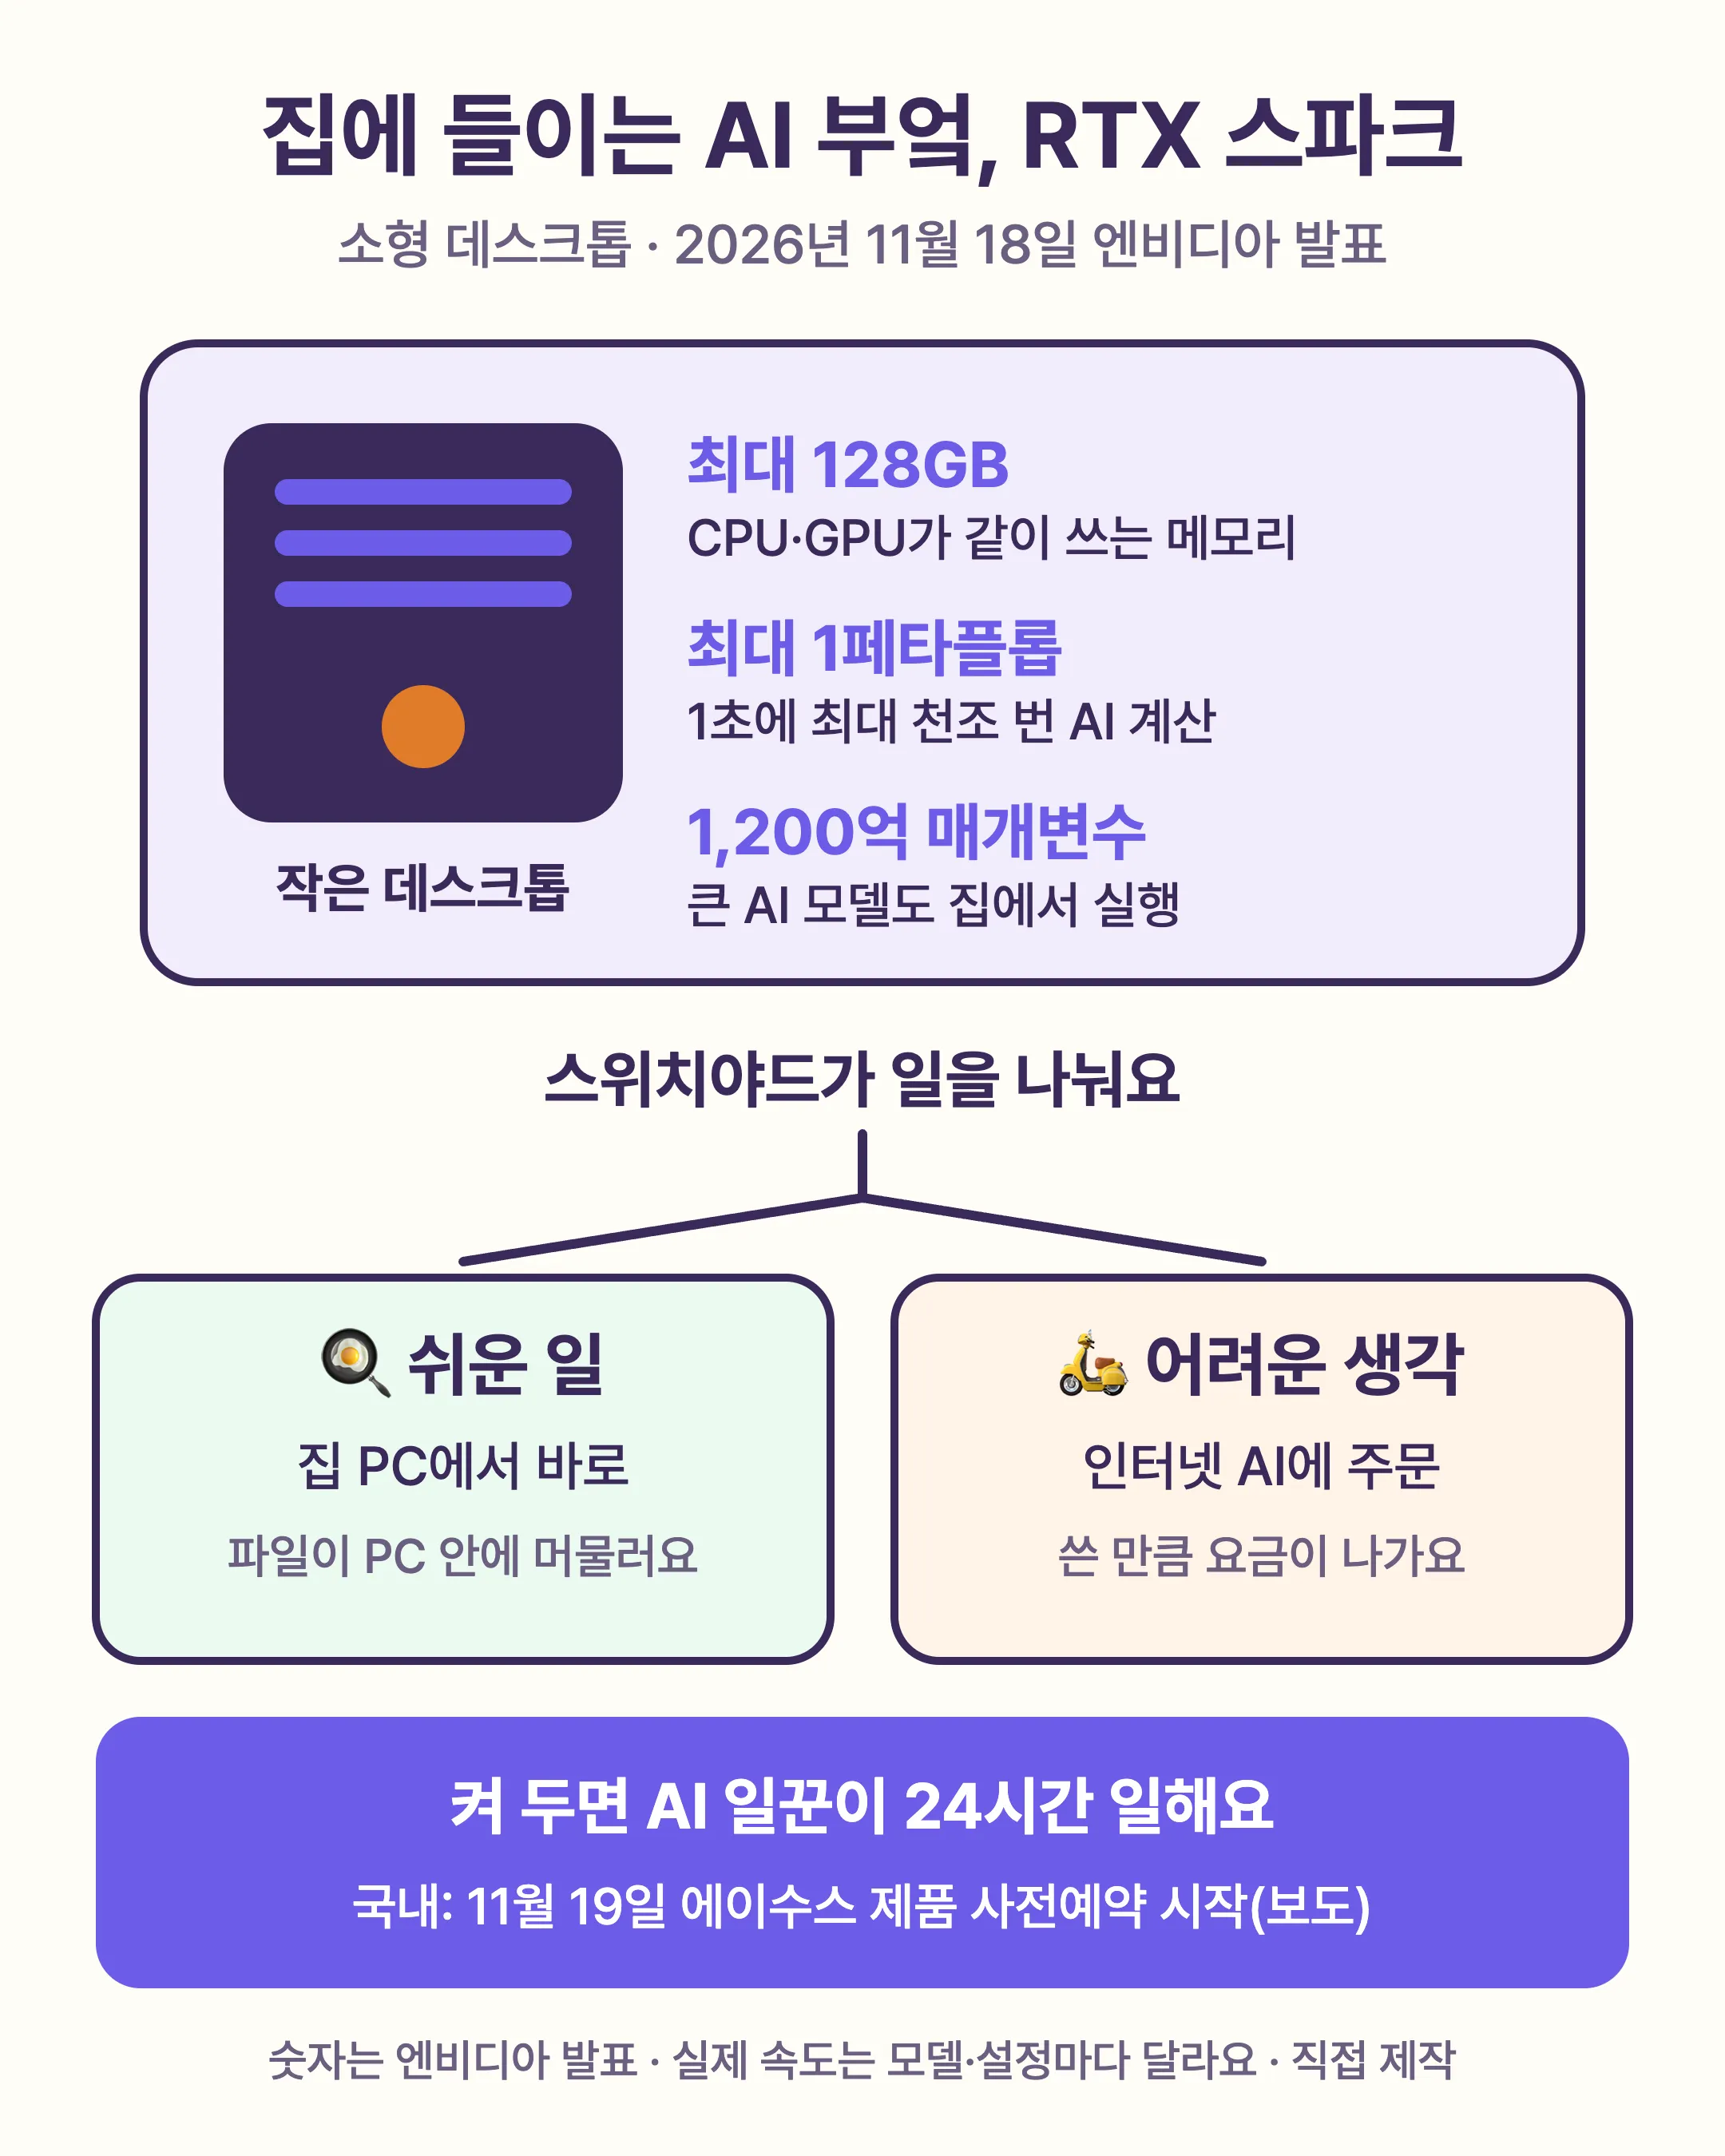 집에 들이는 AI 부엌, RTX 스파크
소형 데스크톱 · 2026년 11월 18일 엔비디아 발표
최대 128GB
CPU·GPU가 같이 쓰는 메모리
최대 1페타플롭
1초에 최대 천조 번 AI 계산
1,200억 매개변수
큰 AI 모델도 집에서 실행
작은 데스크톱
스위치야드가 일을 나눠요
쉬운 일
집 PC에서 바로
파일이 PC 안에 머물러요
어려운 생각
인터넷 AI에 주문
쓴 만큼 요금이 나가요
켜 두면 AI 일꾼이 24시간 일해요
국내: 11월 19일 에이수스 제품 사전예약 시작(보도)
숫자는 엔비디아 발표 · 실제 속도는 모델·설정마다 달라요 · 직접 제작